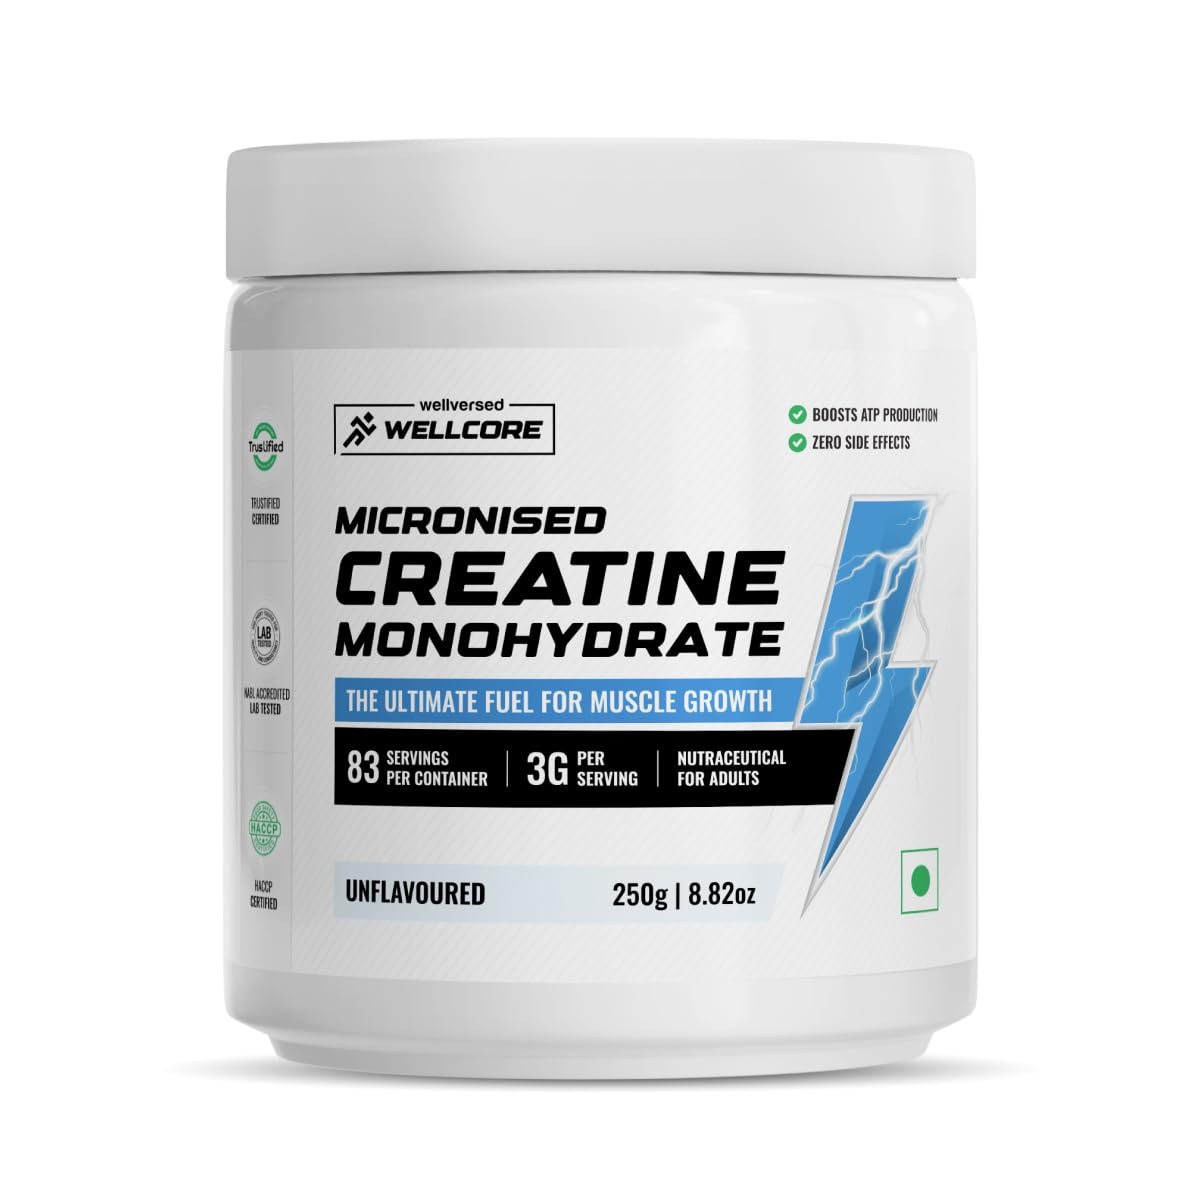 wellversed
WELLCORE
BOOSTS ATP PRODUCTION
ZERO SIDE EFFECTS
MICRONISED
CREATINE
MONOHYDRATE
THE ULTIMATE FUEL FOR MUSCLE GROWTH
83 SERVINGS PER CONTAINER
3G PER SERVING
NUTRACEUTICAL FOR ADULTS
UNFLAVOURED 250g | 8.82oz
Trustified
TRUSTIFIED
CERTIFIED
LAB
TESTED
NABL ACCREDITED
LAB TESTED
HACCP
HACCP
CERTIFIED